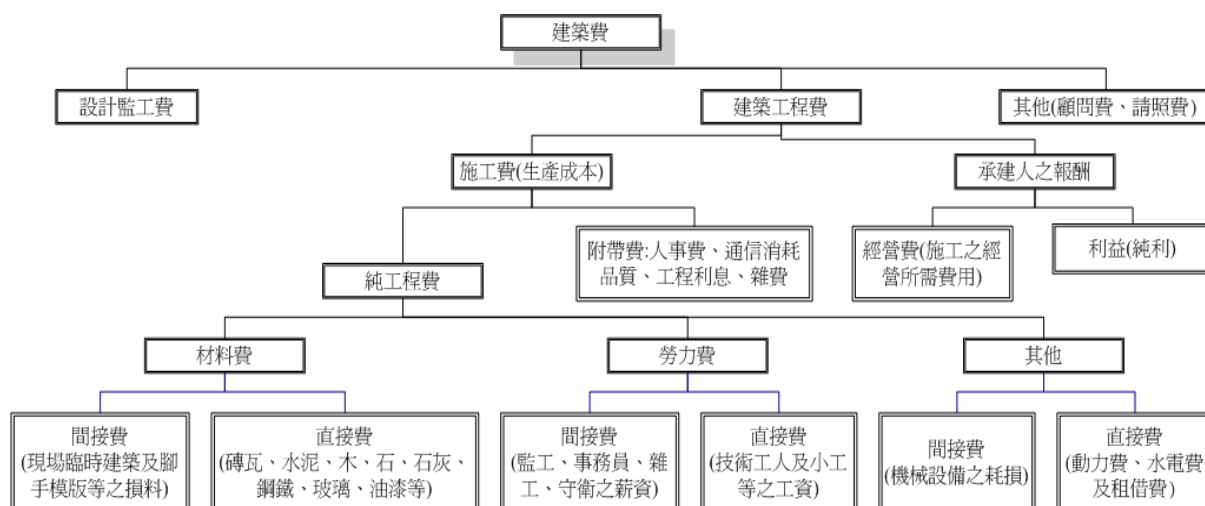 建築費
設計監工費
建築工程費
其他(顧問費、請照費)
施工費(生產成本)
承建人之報酬
附帶費:人事費、通信消耗
品質、工程利息、雜費
經營費(施工之經
營所需費用)
利益(純利)
純工程費
材料費
勞力費
其他
間接費
(現場臨時建築及腳
手模版等之損料)
直接費
(磚瓦、水泥、木、石、石灰、
鋼鐵、玻璃、油漆等)
間接費
(監工、事務員、雜
工、守衛之薪資)
直接費
(技術工人及小工
等之工資)
間接費
(機械設備之耗損)
直接費
(動力費、水電費
及租借費)